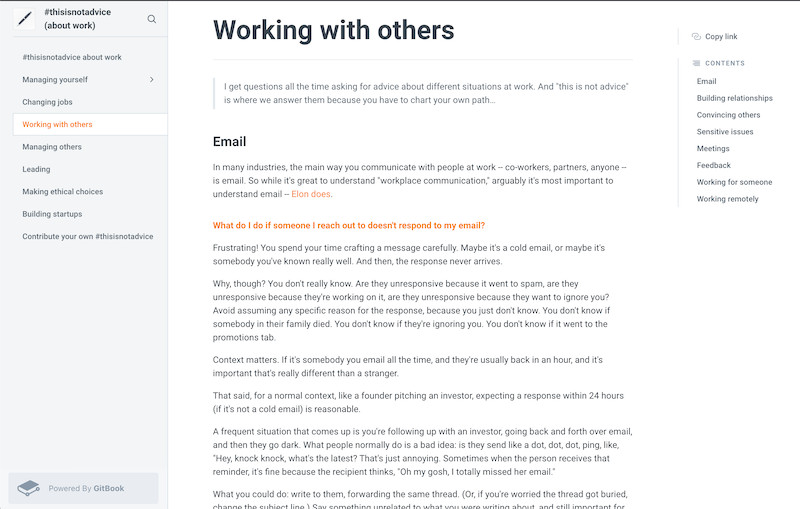 #thisisnotadvice
(about work)
#thisisnotadvice about work
Managing yourself
Changing jobs
Working with others
Managing others
Leading
Making ethical choices
Building startups
Contribute your own #thisisnotadvice
Powered By GitBook
Working with others
I get questions all the time asking for advice about different situations at work. And "this is not advice"
is where we answer them because you have to chart your own path...
Email
In many industries, the main way you communicate with people at work – co-workers, partners, anyone –
is email. So while it's great to understand "workplace communication," arguably it's most important to
understand email – Elon does.
What do I do if someone I reach out to doesn't respond to my email?
Frustrating! You spend your time crafting a message carefully. Maybe it's a cold email, or maybe it's
somebody you've known really well. And then, the response never arrives.
Why, though? You don't really know. Are they unresponsive because it went to spam, are they
unresponsive because they're working on it, are they unresponsive because they want to ignore you?
Avoid assuming any specific reason for the response, because you just don't know. You don't know if
somebody in their family died. You don't know if they're ignoring you. You don't know if it went to the
promotions tab.
Context matters. If it's somebody you email all the time, and they're usually back in an hour, and it's
important that's really different than a stranger.
That said, for a normal context, like a founder pitching an investor, expecting a response within 24 hours
(if it's not a cold email) is reasonable.
A frequent situation that comes up is you're following up with an investor, going back and forth over email,
and then they go dark. What people normally do is a bad idea: is they send like a dot, dot, dot, ping, like,
"Hey, knock knock, what's the latest? That's just annoying. Sometimes when the person receives that
reminder, it's fine because the recipient thinks, "Oh my gosh, I totally missed her email."
What you could do: write to them, forwarding the same thread. (Or, if you're worried the thread got buried,
change the subject line.) Say something unrelated to what you were writing about, and still important for
Copy link
CONTENTS
Email
Building relationships
Convincing others
Sensitive issues
Meetings
Feedback
Working for someone
Working remotely